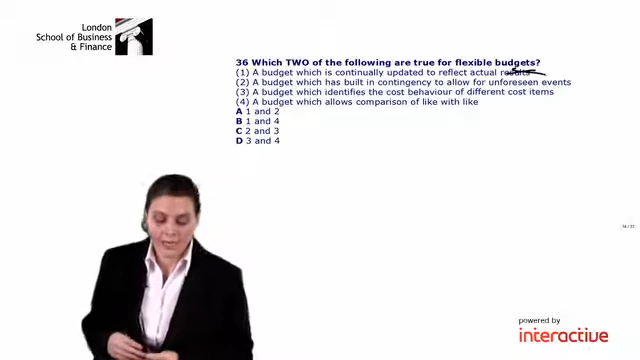 London
School of Business
& Finance
36 Which TWO of the following are true for flexible budgets?
(1) A budget which is continually updated to reflect actual results
(2) A budget which has built in contingency to allow for unforeseen events
(3) A budget which identifies the cost behaviour of different cost items
(4) A budget which allows comparison of like with like
A 1 and 2
B 1 and 4
C 2 and 3
D 3 and 4
powered by
interactive